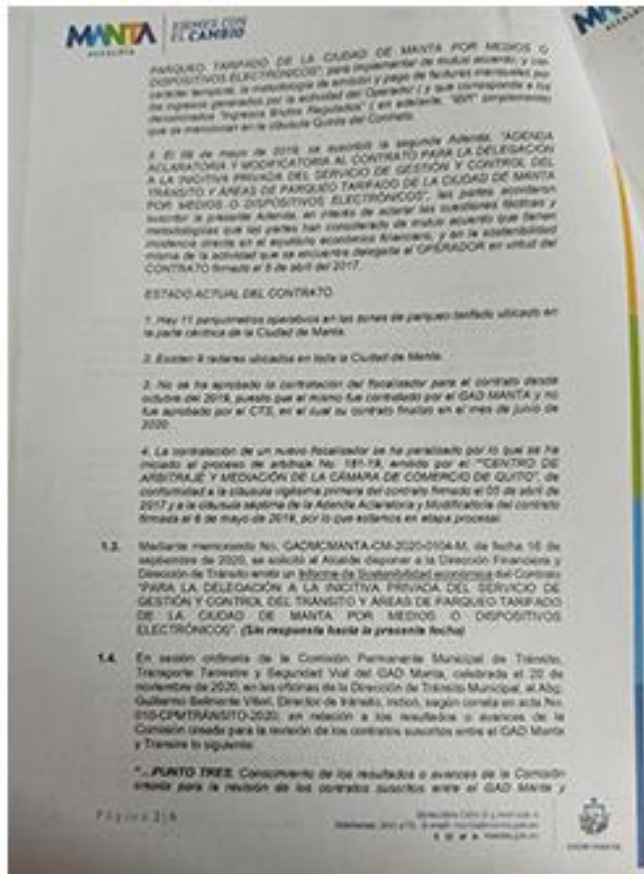 MANTA
ALCALDÍA
FIRMES CON
EL CAMBIO
PARQUEO TARIFADO DE LA CIUDAD DE MANTA POR MEDIOS O
DISPOSITIVOS ELECTRÓNICOS", para implementar de mutuo acuerdo, y con
carácter temporal, la metodología de emisión y pago de facturas mensuales por
los ingresos generados por la actividad del Operador ( y que corresponde a los
denominados "Ingresos Brutos Regulados" ( en adelante, "IBR" simplemente)
que se mencionan en la cláusula Quinta del Contrato.
3. El 06 de mayo de 2019, se suscribió la segunda Adenda, "ADENDA
ACLARATORIA Y MODIFICATORIA AL CONTRATO PARA LA DELEGACIÓN
A LA INICITIVA PRIVADA DEL SERVICIO DE GESTIÓN Y CONTROL DEL
TRÁNSITO Y ÁREAS DE PARQUEO TARIFADO DE LA CIUDAD DE MANTA
POR MEDIOS O DISPOSITIVOS ELECTRÓNICOS", las partes acordaron
suscribir la presente Adenda, en interés de aclarar las cuestiones fácticas y
metodológicas que las partes han considerado de mutuo acuerdo que tienen
incidencia directa en el equilibrio económico financiero, y en la sostenibilidad
misma de la actividad que se encuentra delegada al OPERADOR en virtud del
CONTRATO firmado el 5 de abril del 2017.
ESTADO ACTUAL DEL CONTRATO
1. Hay 11 parquímetros operativos en las zonas de parqueo tarifado ubicado en
la parte céntrica de la Ciudad de Manta.
2. Existen 9 radares ubicados en toda la Ciudad de Manta.
3. No se ha aprobado la contratación del fiscalizador para el contrato desde
octubre del 2019, puesto que el mismo fue contratado por el GAD MANTA y no
fue aprobado por el CTS, en el cual su contrato finalizo en el mes de junio de
2020.
4. La contratación de un nuevo fiscalizador se ha paralizado por lo que se ha
iniciado al proceso de arbitraje No. 181-19, emitido por el "CENTRO DE
ARBITRAJE Y MEDIACIÓN DE LA CÁMARA DE COMERCIO DE QUITO", de
conformidad a la cláusula vigésima primera del contrato firmado el 05 de abril de
2017 y a la cláusula séptima de la Adenda Aclaratoria y Modificatoria del contrato
firmada el 6 de mayo de 2019, por lo que estamos en etapa procesal.
1.3. Mediante memorando No. GADMCMANTA-CM-2020-0104-M, de fecha 16 de
septiembre de 2020, se solicitó al Alcalde disponer a la Dirección Financiera y
Dirección de Tránsito emitir un Informe de Sostenibilidad económica del Contrato
"PARA LA DELEGACIÓN A LA INICITIVA PRIVADA DEL SERVICIO DE
GESTIÓN Y CONTROL DEL TRÁNSITO Y ÁREAS DE PARQUEO TARIFADO
DE LA CIUDAD DE MANTA POR MEDIOS O DISPOSITIVOS
ELECTRÓNICOS". (Sin respuesta hasta la presente fecha)
1.4. En sesión ordinaria de la Comisión Permanente Municipal de Tránsito,
Transporte Terrestre y Seguridad Vial del GAD Manta, celebrada el 20 de
noviembre de 2020, en las oficinas de la Dirección de Tránsito Municipal, el Abg.
Guillermo Belmonte Viteri, Director de tránsito, indicó, según consta en acta No.
010-CPMTRÁNSITO-2020, en relación a los resultados o avances de la
Comisión creada para la revisión de los contratos suscritos entre el GAD Manta
y Transire lo siguiente:
"...PUNTO TRES: Conocimiento de los resultados o avances de la Comisión
creada para la revisión de los contratos suscritos entre el GAD Manta y
Página 2|6